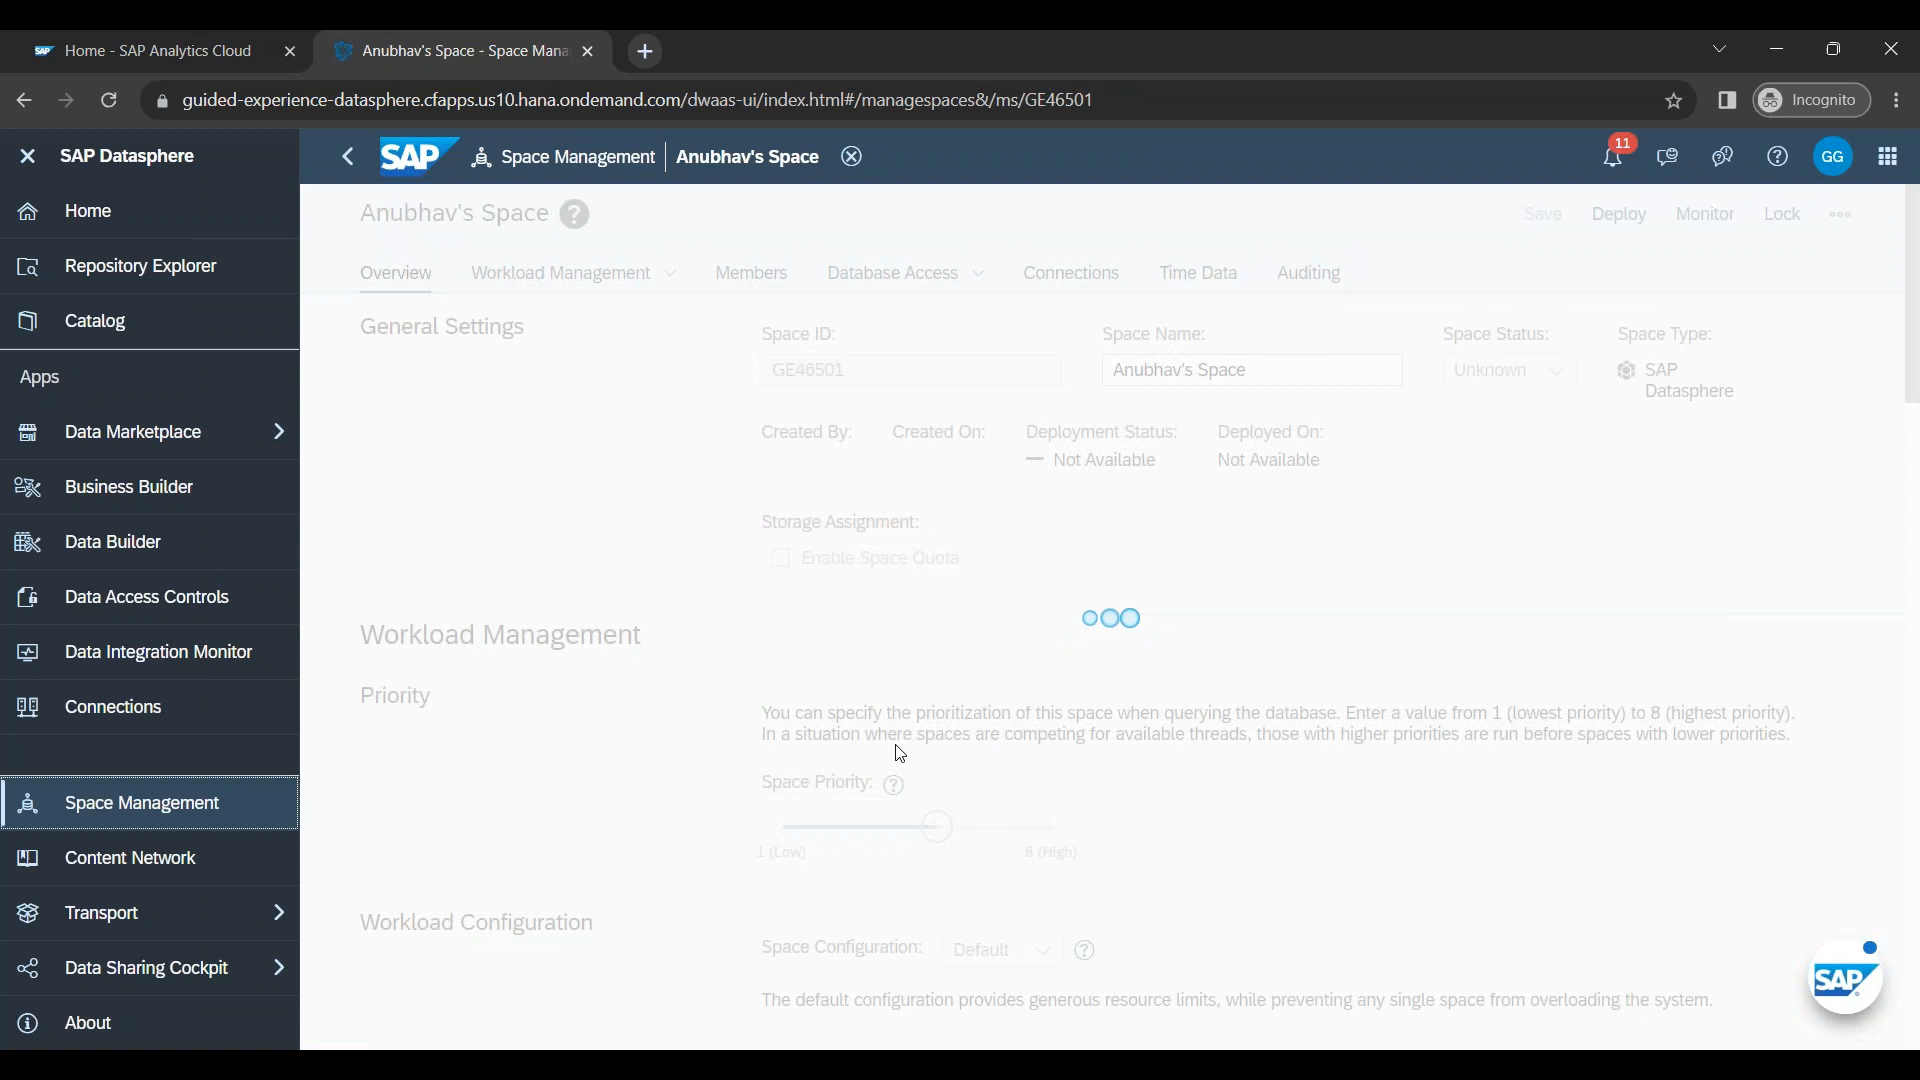 Home - SAP Analytics Cloud
Anubhav's Space - Space Mana
guided-experience-datasphere.cfapps.us10.hana.ondemand.com/dwaas-ui/index.html#/managespaces&/ms/GE46501
Incognito
SAP Datasphere
SAP
Space Management
Anubhav's Space
11
GG
Home
Repository Explorer
Catalog
Apps
Data Marketplace
Business Builder
Data Builder
Data Access Controls
Data Integration Monitor
Connections
Space Management
Content Network
Transport
Data Sharing Cockpit
About
Anubhav's Space
Save Deploy Monitor Lock
Overview Workload Management Members Database Access Connections Time Data Auditing
General Settings
Space ID: Space Name: Space Status: Space Type:
GE46501 Anubhav's Space Unknown SAP
Datasphere
Created By: Created On: Deployment Status: Deployed On:
Not Available Not Available
Storage Assignment:
Enable Space Quota
Workload Management
Priority
You can specify the prioritization of this space when querying the database. Enter a value from 1 (lowest priority) to 8 (highest priority).
In a situation where spaces are competing for available threads, those with higher priorities are run before spaces with lower priorities.
Space Priority:
1 (Low) 8 (High)
Workload Configuration
Space Configuration: Default
The default configuration provides generous resource limits, while preventing any single space from overloading the system.
SAP